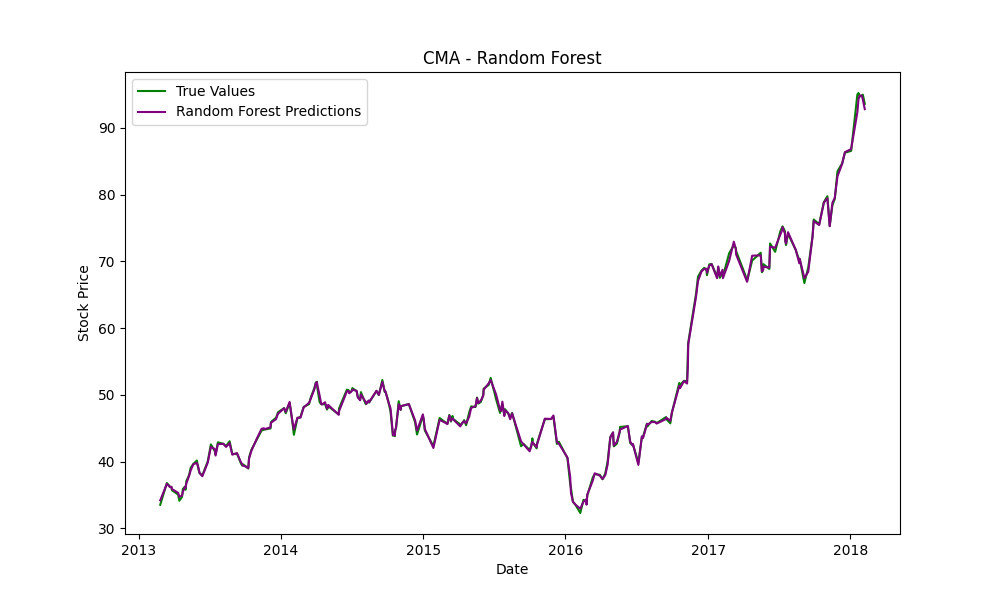 CMA - Random Forest
True Values
Random Forest Predictions
90
80
70
60
50
40
30
Stock Price
2013 2014 2015 2016 2017 2018
Date